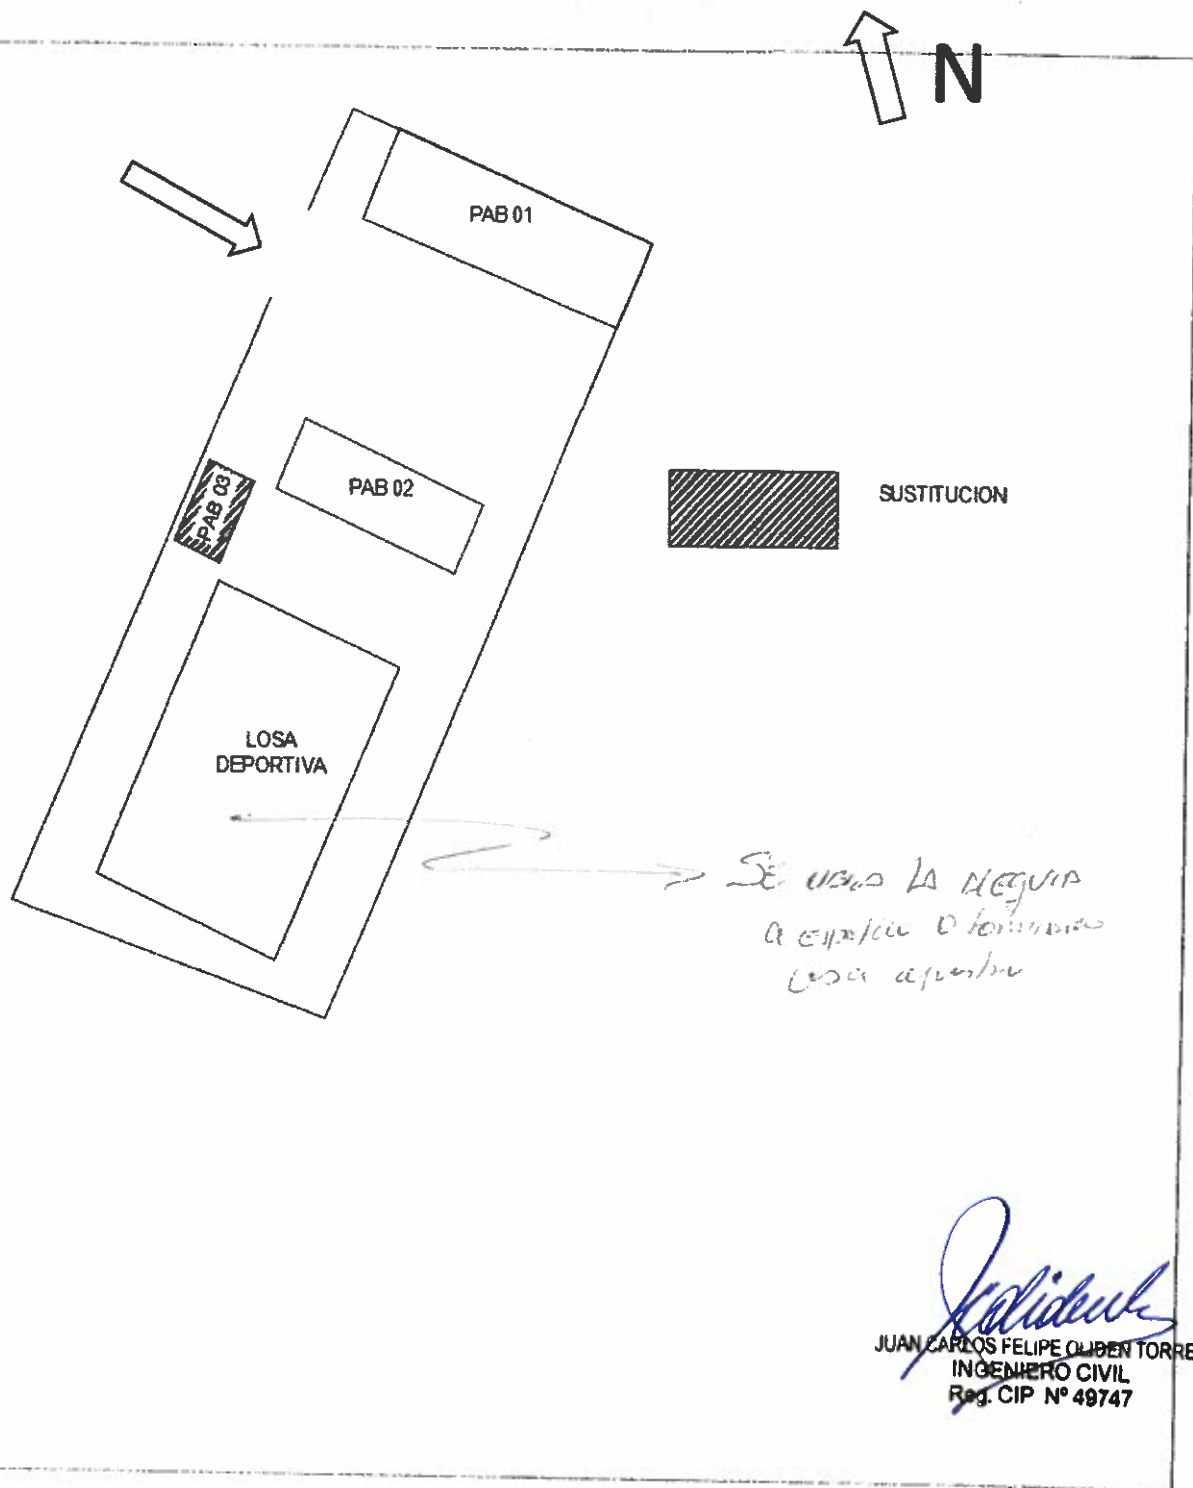 N
PAB 01
PAB 02
PAB 03
SUSTITUCION
LOSA
DEPORTIVA
SE LA
a
JUAN CARLOS FELIPE OLIDEN TORRE
INGENIERO CIVIL
Reg. CIP Nº 49747